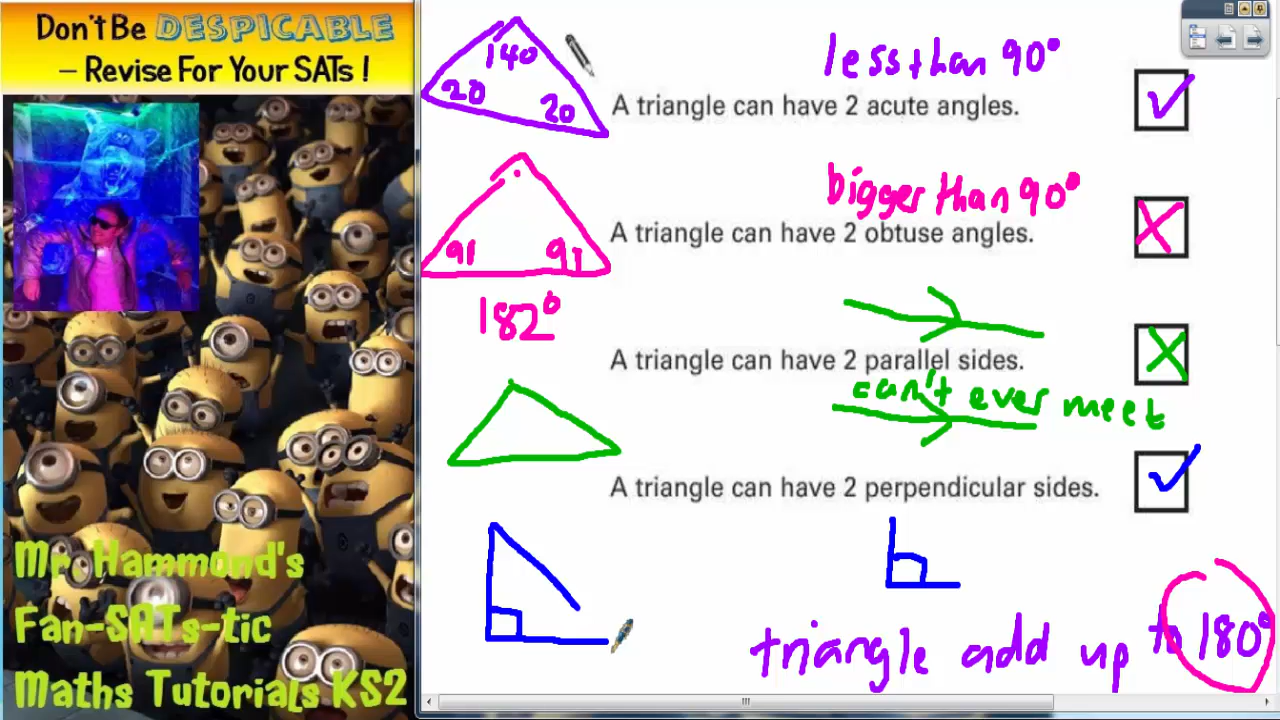 Don't Be DESPICABLE
– Revise For Your SATs !
Mr Hammond's
Fan-SATs-tic
Maths Tutorials KS2
140
20
20
less than 90°
A triangle can have 2 acute angles.
bigger than 90°
A triangle can have 2 obtuse angles.
91
91
182°
A triangle can have 2 parallel sides.
can't ever meet
A triangle can have 2 perpendicular sides.
triangle add up to 180°